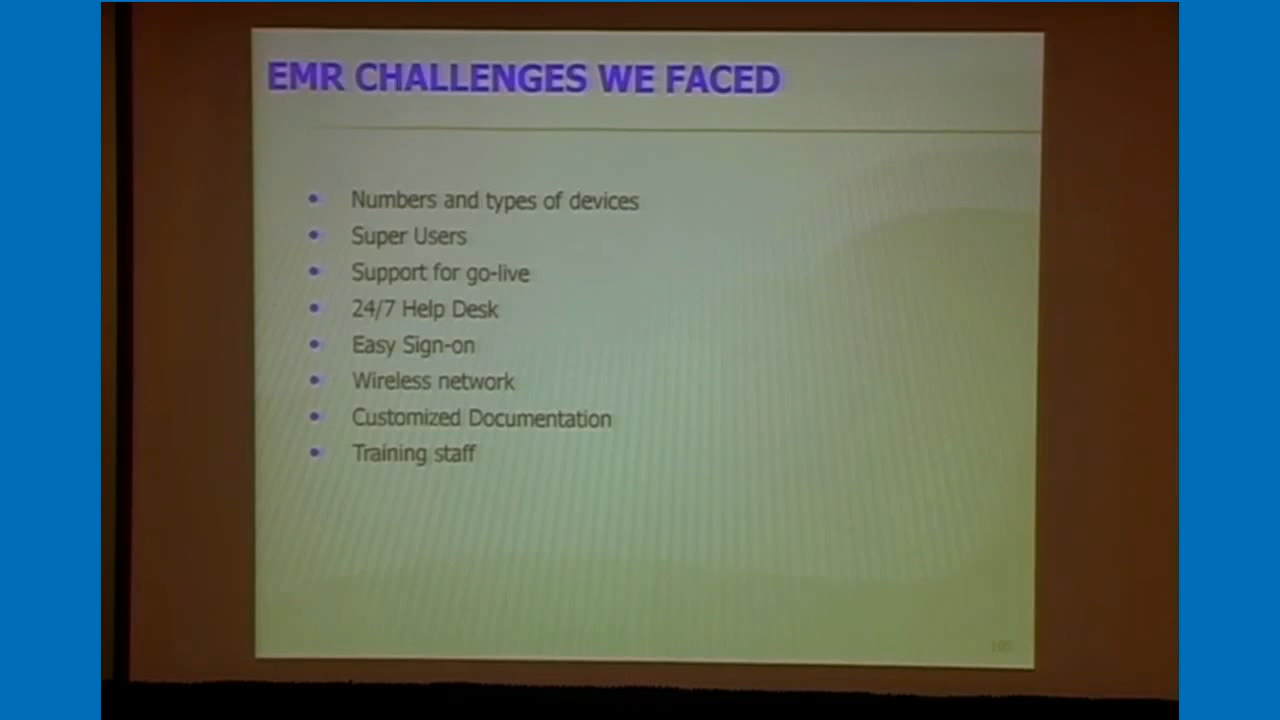 EMR CHALLENGES WE FACED
• Numbers and types of devices
• Super Users
• Support for go-live
• 24/7 Help Desk
• Easy Sign-on
• Wireless network
• Customized Documentation
• Training staff